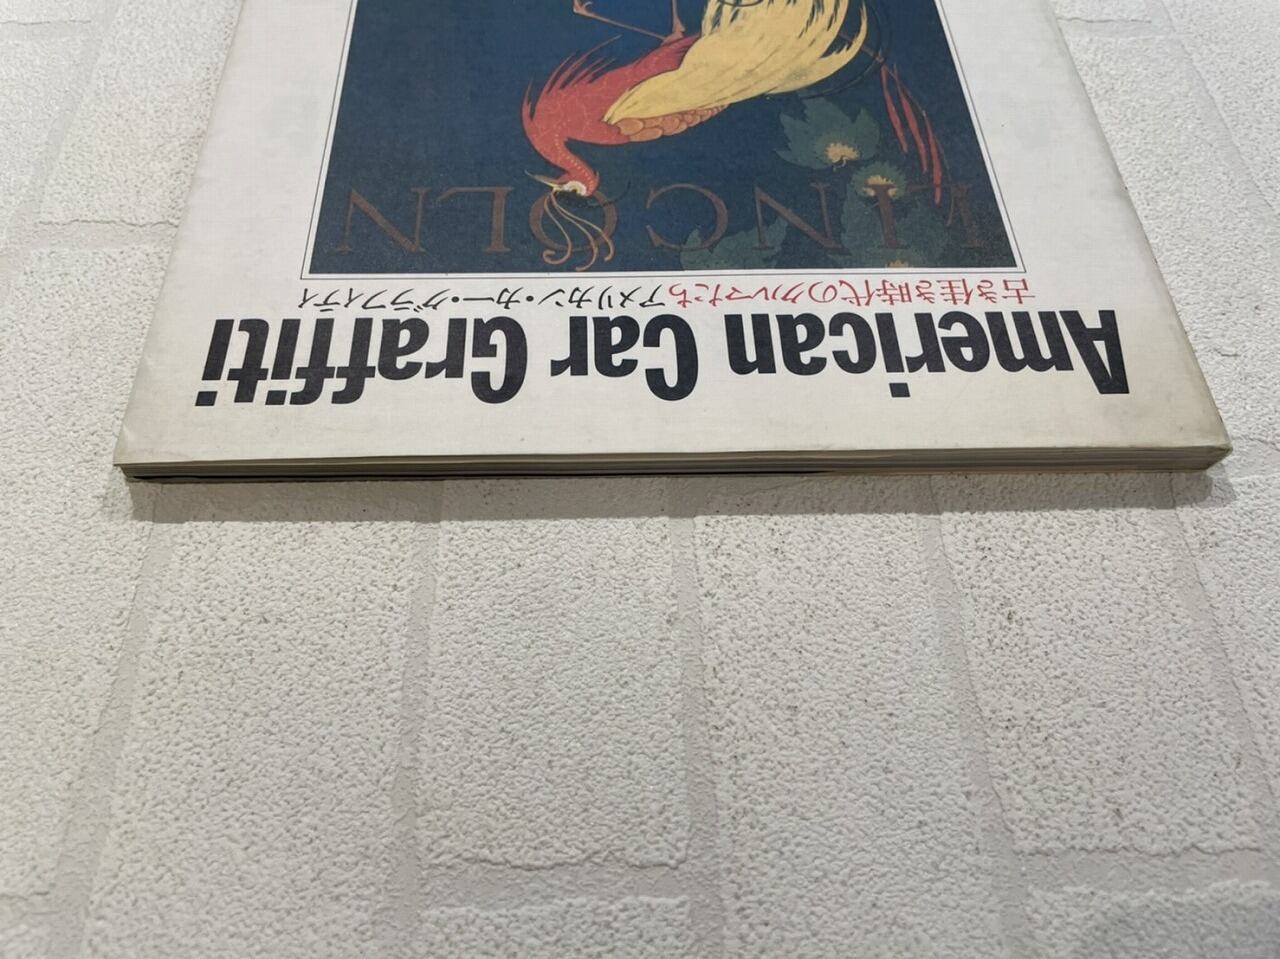 American Car Graffiti
古き佳き時代のクルマたち アメリカン・カー・グラフィティ
LINCOLN